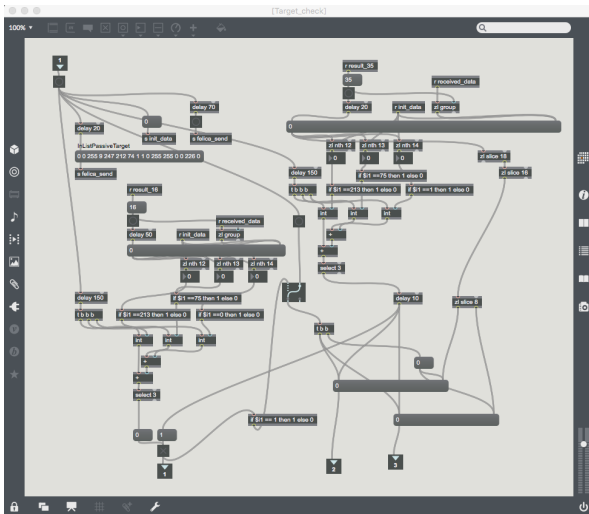 [Target_check]
100%
1
r result_35
35
r received_data
delay 70
delay 20
r init_data
zl group
0
delay 20
s init_data
s felica_send
0
InListPassiveTarget
0 0 255 9 247 212 74 1 1 0 255 255 0 0 226 0
zl nth 12
zl nth 13
zl nth 14
zl slice 16
0
0
0
s felica_send
delay 150
if $i1 ==75 then 1 else 0
zl slice 16
r result_16
t b b b
if $i1 ==213 then 1 else 0
if $i1 ==1 then 1 else 0
16
int
int
int
r received_data
delay 50
r init_data
zl group
+
0
+
zl nth 12
zl nth 13
zl nth 14
select 3
0
0
0
delay 150
if $i1 ==75 then 1 else 0
delay 10
zl slice 8
t b b b
if $i1 ==213 then 1 else 0
if $i1 ==0 then 1 else 0
t b b
int
int
int
+
0
+
0
select 3
if $i1 == 1 then 1 else 0
0
0
1
1
2
3